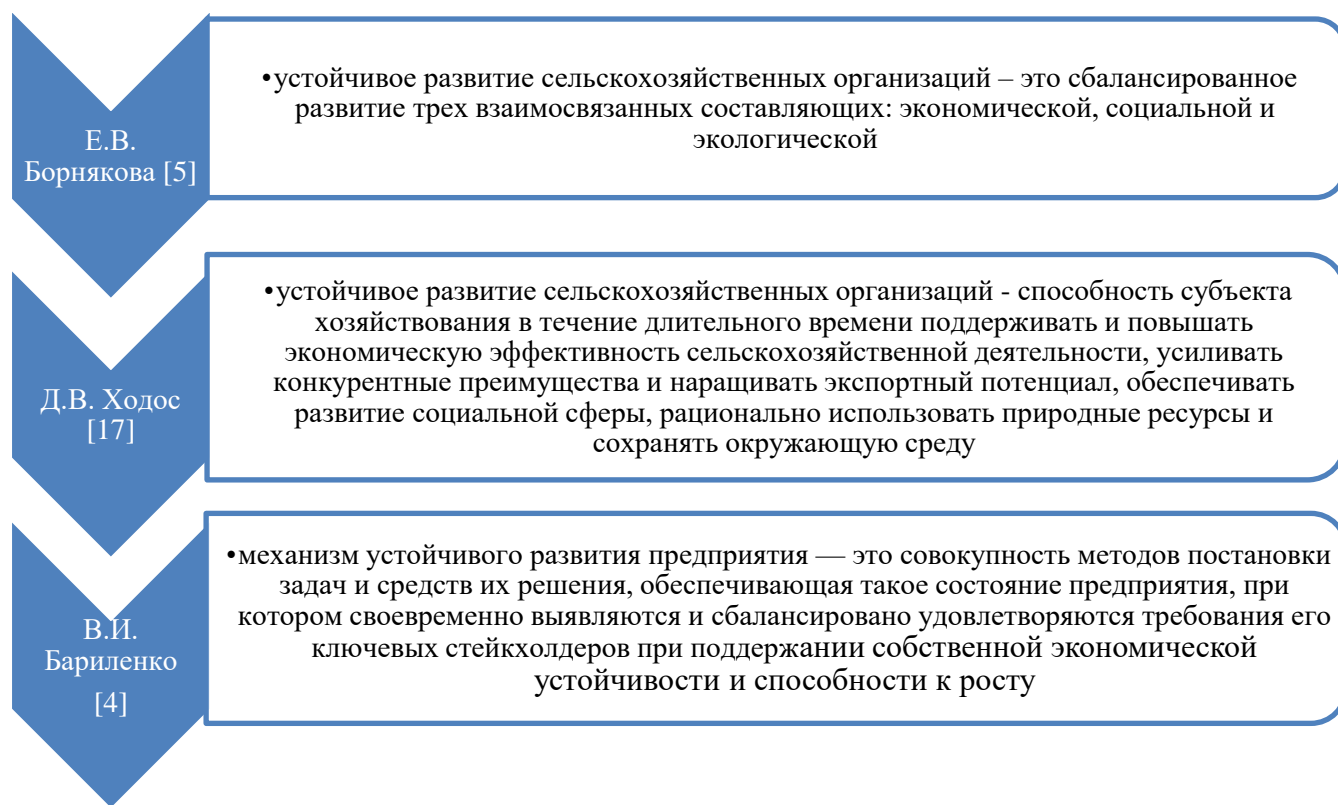 Е.В.
Борнякова [5]
•устойчивое развитие сельскохозяйственных организаций – это сбалансированное
развитие трех взаимосвязанных составляющих: экономической, социальной и
экологической
Д.В. Ходос
[17]
•устойчивое развитие сельскохозяйственных организаций - способность субъекта
хозяйствования в течение длительного времени поддерживать и повышать
экономическую эффективность сельскохозяйственной деятельности, усиливать
конкурентные преимущества и наращивать экспортный потенциал, обеспечивать
развитие социальной сферы, рационально использовать природные ресурсы и
сохранять окружающую среду
В.И.
Бариленко
[4]
•механизм устойчивого развития предприятия — это совокупность методов постановки
задач и средств их решения, обеспечивающая такое состояние предприятия, при
котором своевременно выявляются и сбалансировано удовлетворяются требования его
ключевых стейкхолдеров при поддержании собственной экономической
устойчивости и способности к росту